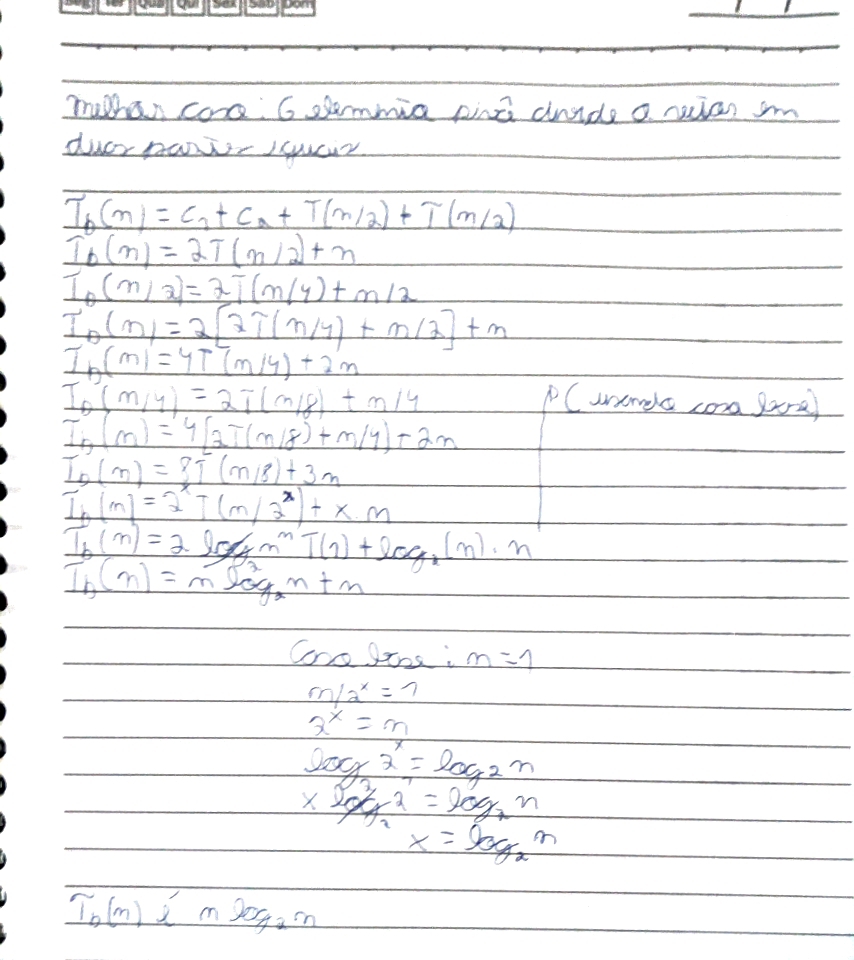 Seg Ter Qua Qui Sex Sáb Dom
Melhor caso: O elemento pivô divide o vetor em
duas partes iguais
T_b(n) = c_1 + c_2 + T(n/2) + T(n/2)
T_b(n) = 2T(n/2) + n
T_b(n/2) = 2T(n/4) + n/2
T_b(n) = 2[2T(n/4) + n/2] + n
T_b(n) = 4T(n/4) + 2n
T_b(n/4) = 2T(n/8) + n/4
P (usando caso base)
T_b(n) = 4[2T(n/8) + n/4] + 2n
T_b(n) = 8T(n/8) + 3n
T_b(n) = 2^x T(n/2^x) + x.n
T_b(n) = 2 log_2 n^n T(1) + log_2(n).n
T_b(n) = n log_2 n + n
Caso base: n = 1
n/2^x = 1
2^x = n
log 2^x = log_2 n
x log_2 2 = log_2 n
x = log_2 n
T_b(n) é n log_2 n